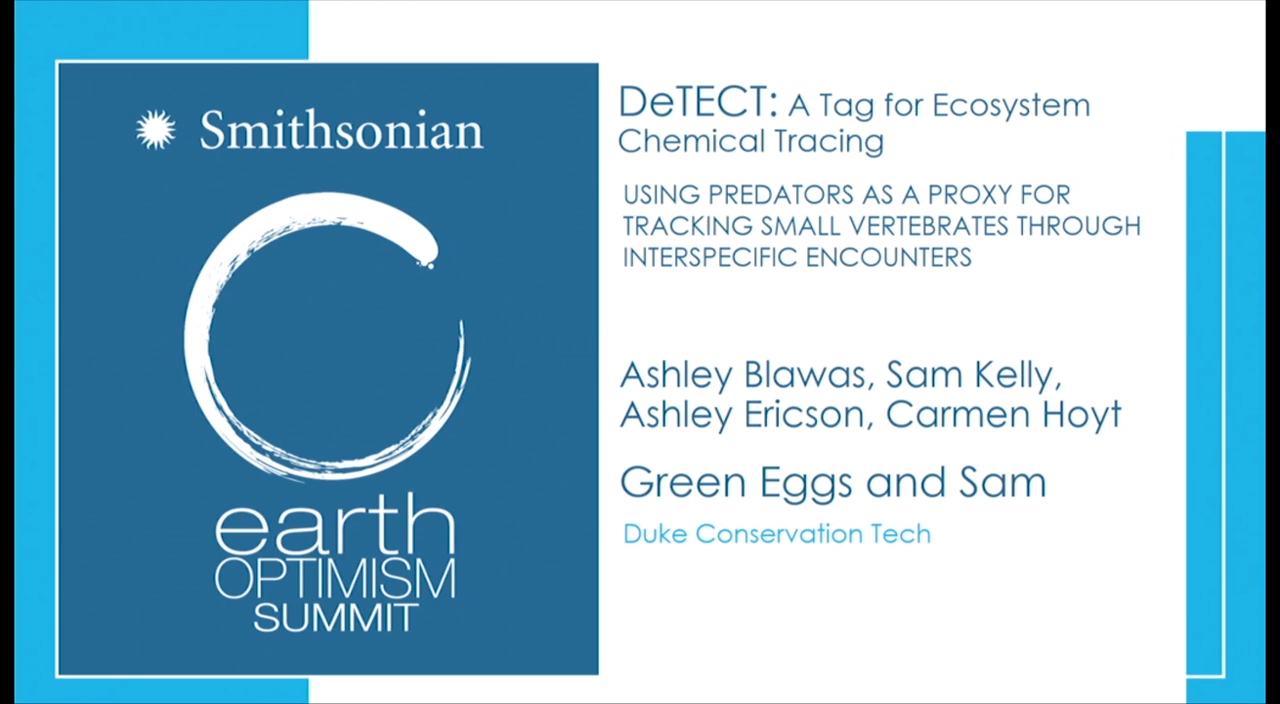 Smithsonian
earth
OPTIMISM
SUMMIT
DeTECT: A Tag for Ecosystem
Chemical Tracing
USING PREDATORS AS A PROXY FOR
TRACKING SMALL VERTEBRATES THROUGH
INTERSPECIFIC ENCOUNTERS
Ashley Blawas, Sam Kelly,
Ashley Ericson, Carmen Hoyt
Green Eggs and Sam
Duke Conservation Tech